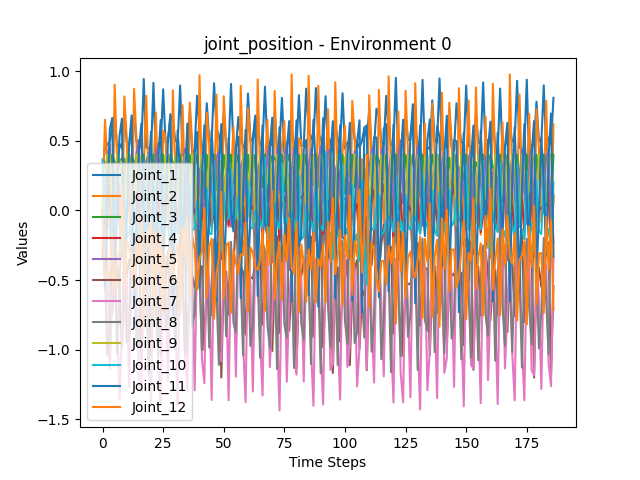 joint_position - Environment 0
1.0
0.5
0.0
−0.5
−1.0
−1.5
Values
Joint_1
Joint_2
Joint_3
Joint_4
Joint_5
Joint_6
Joint_7
Joint_8
Joint_9
Joint_10
Joint_11
Joint_12
0 25 50 75 100 125 150 175
Time Steps